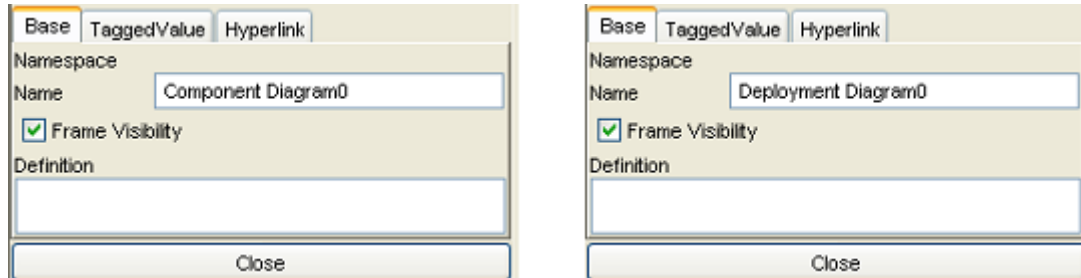 Base TaggedValue Hyperlink
Namespace
Name Component Diagram0
Frame Visibility
Definition
Close
Base TaggedValue Hyperlink
Namespace
Name Deployment Diagram0
Frame Visibility
Definition
Close